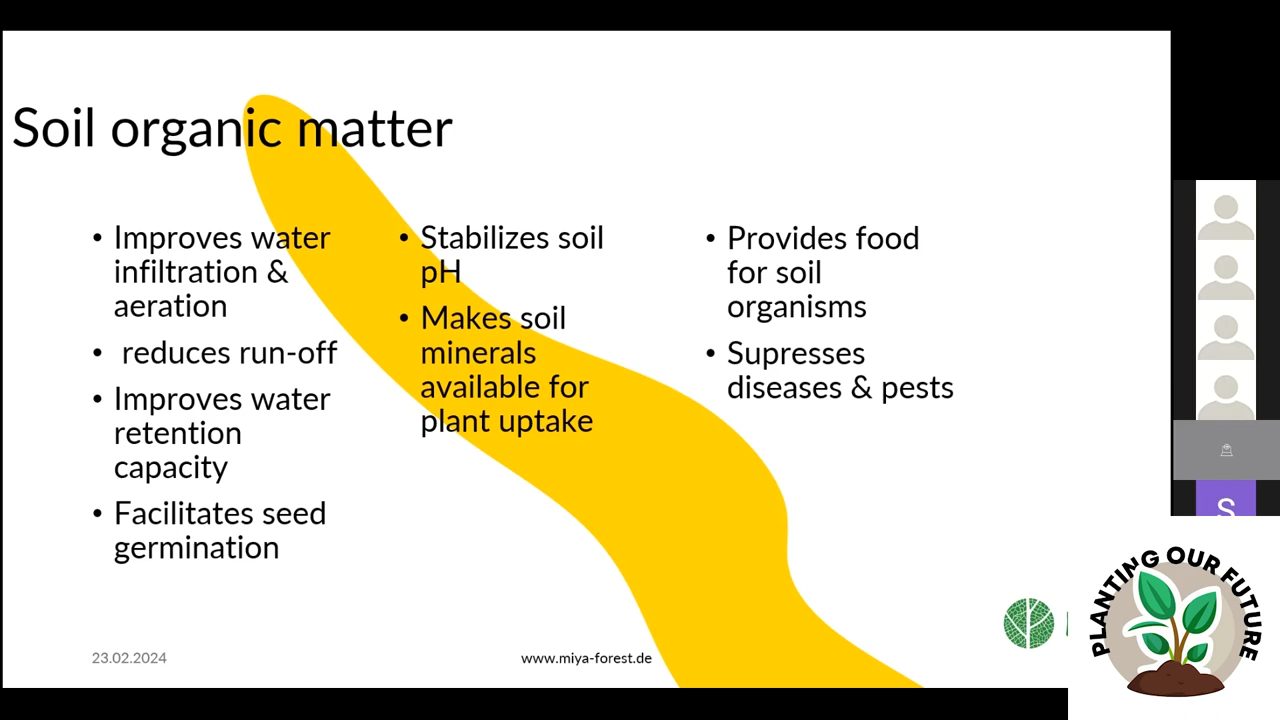 Soil organic matter
• Improves water
infiltration &
aeration
• reduces run-off
• Improves water
retention
capacity
• Facilitates seed
germination
• Stabilizes soil
pH
• Makes soil
minerals
available for
plant uptake
• Provides food
for soil
organisms
• Supresses
diseases & pests
23.02.2024
www.miya-forest.de
S
PLANTING OUR FUTURE